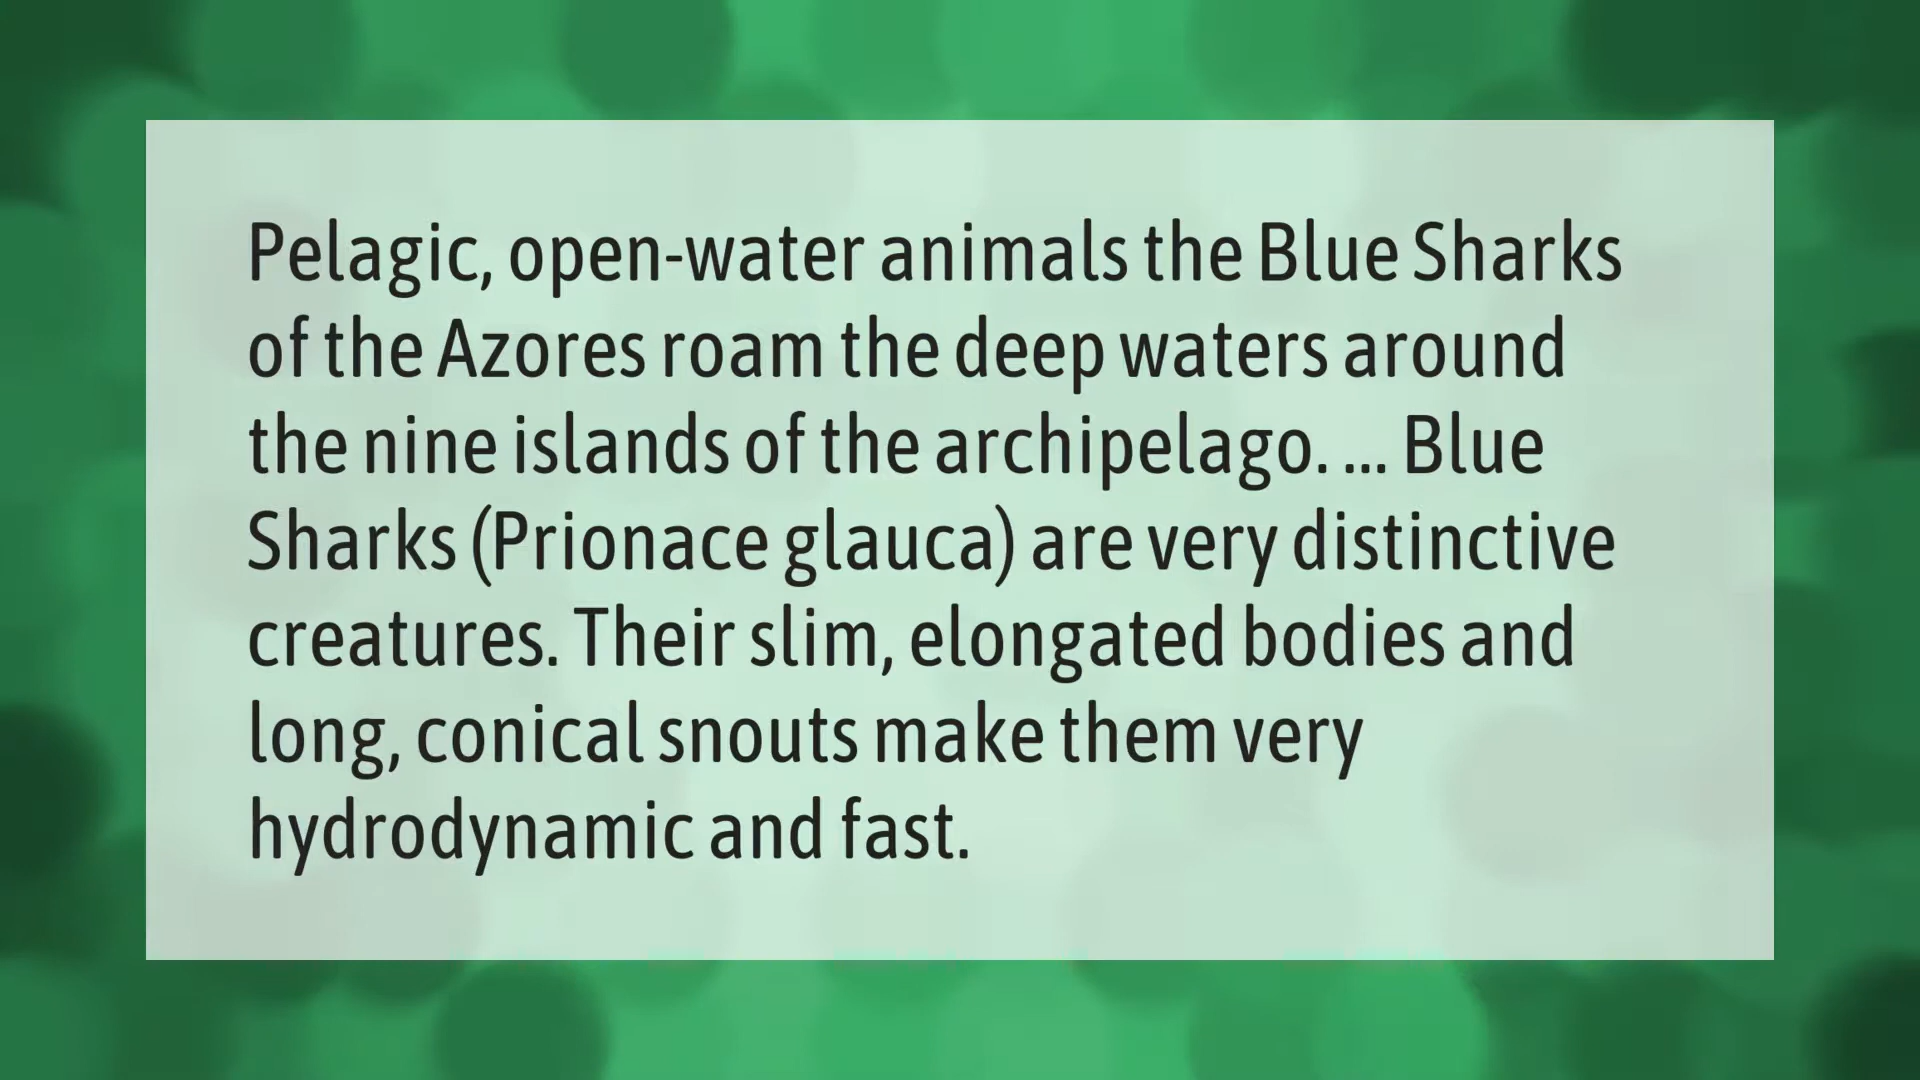 Pelagic, open-water animals the Blue Sharks
of the Azores roam the deep waters around
the nine islands of the archipelago. ... Blue
Sharks (Prionace glauca) are very distinctive
creatures. Their slim, elongated bodies and
long, conical snouts make them very
hydrodynamic and fast.